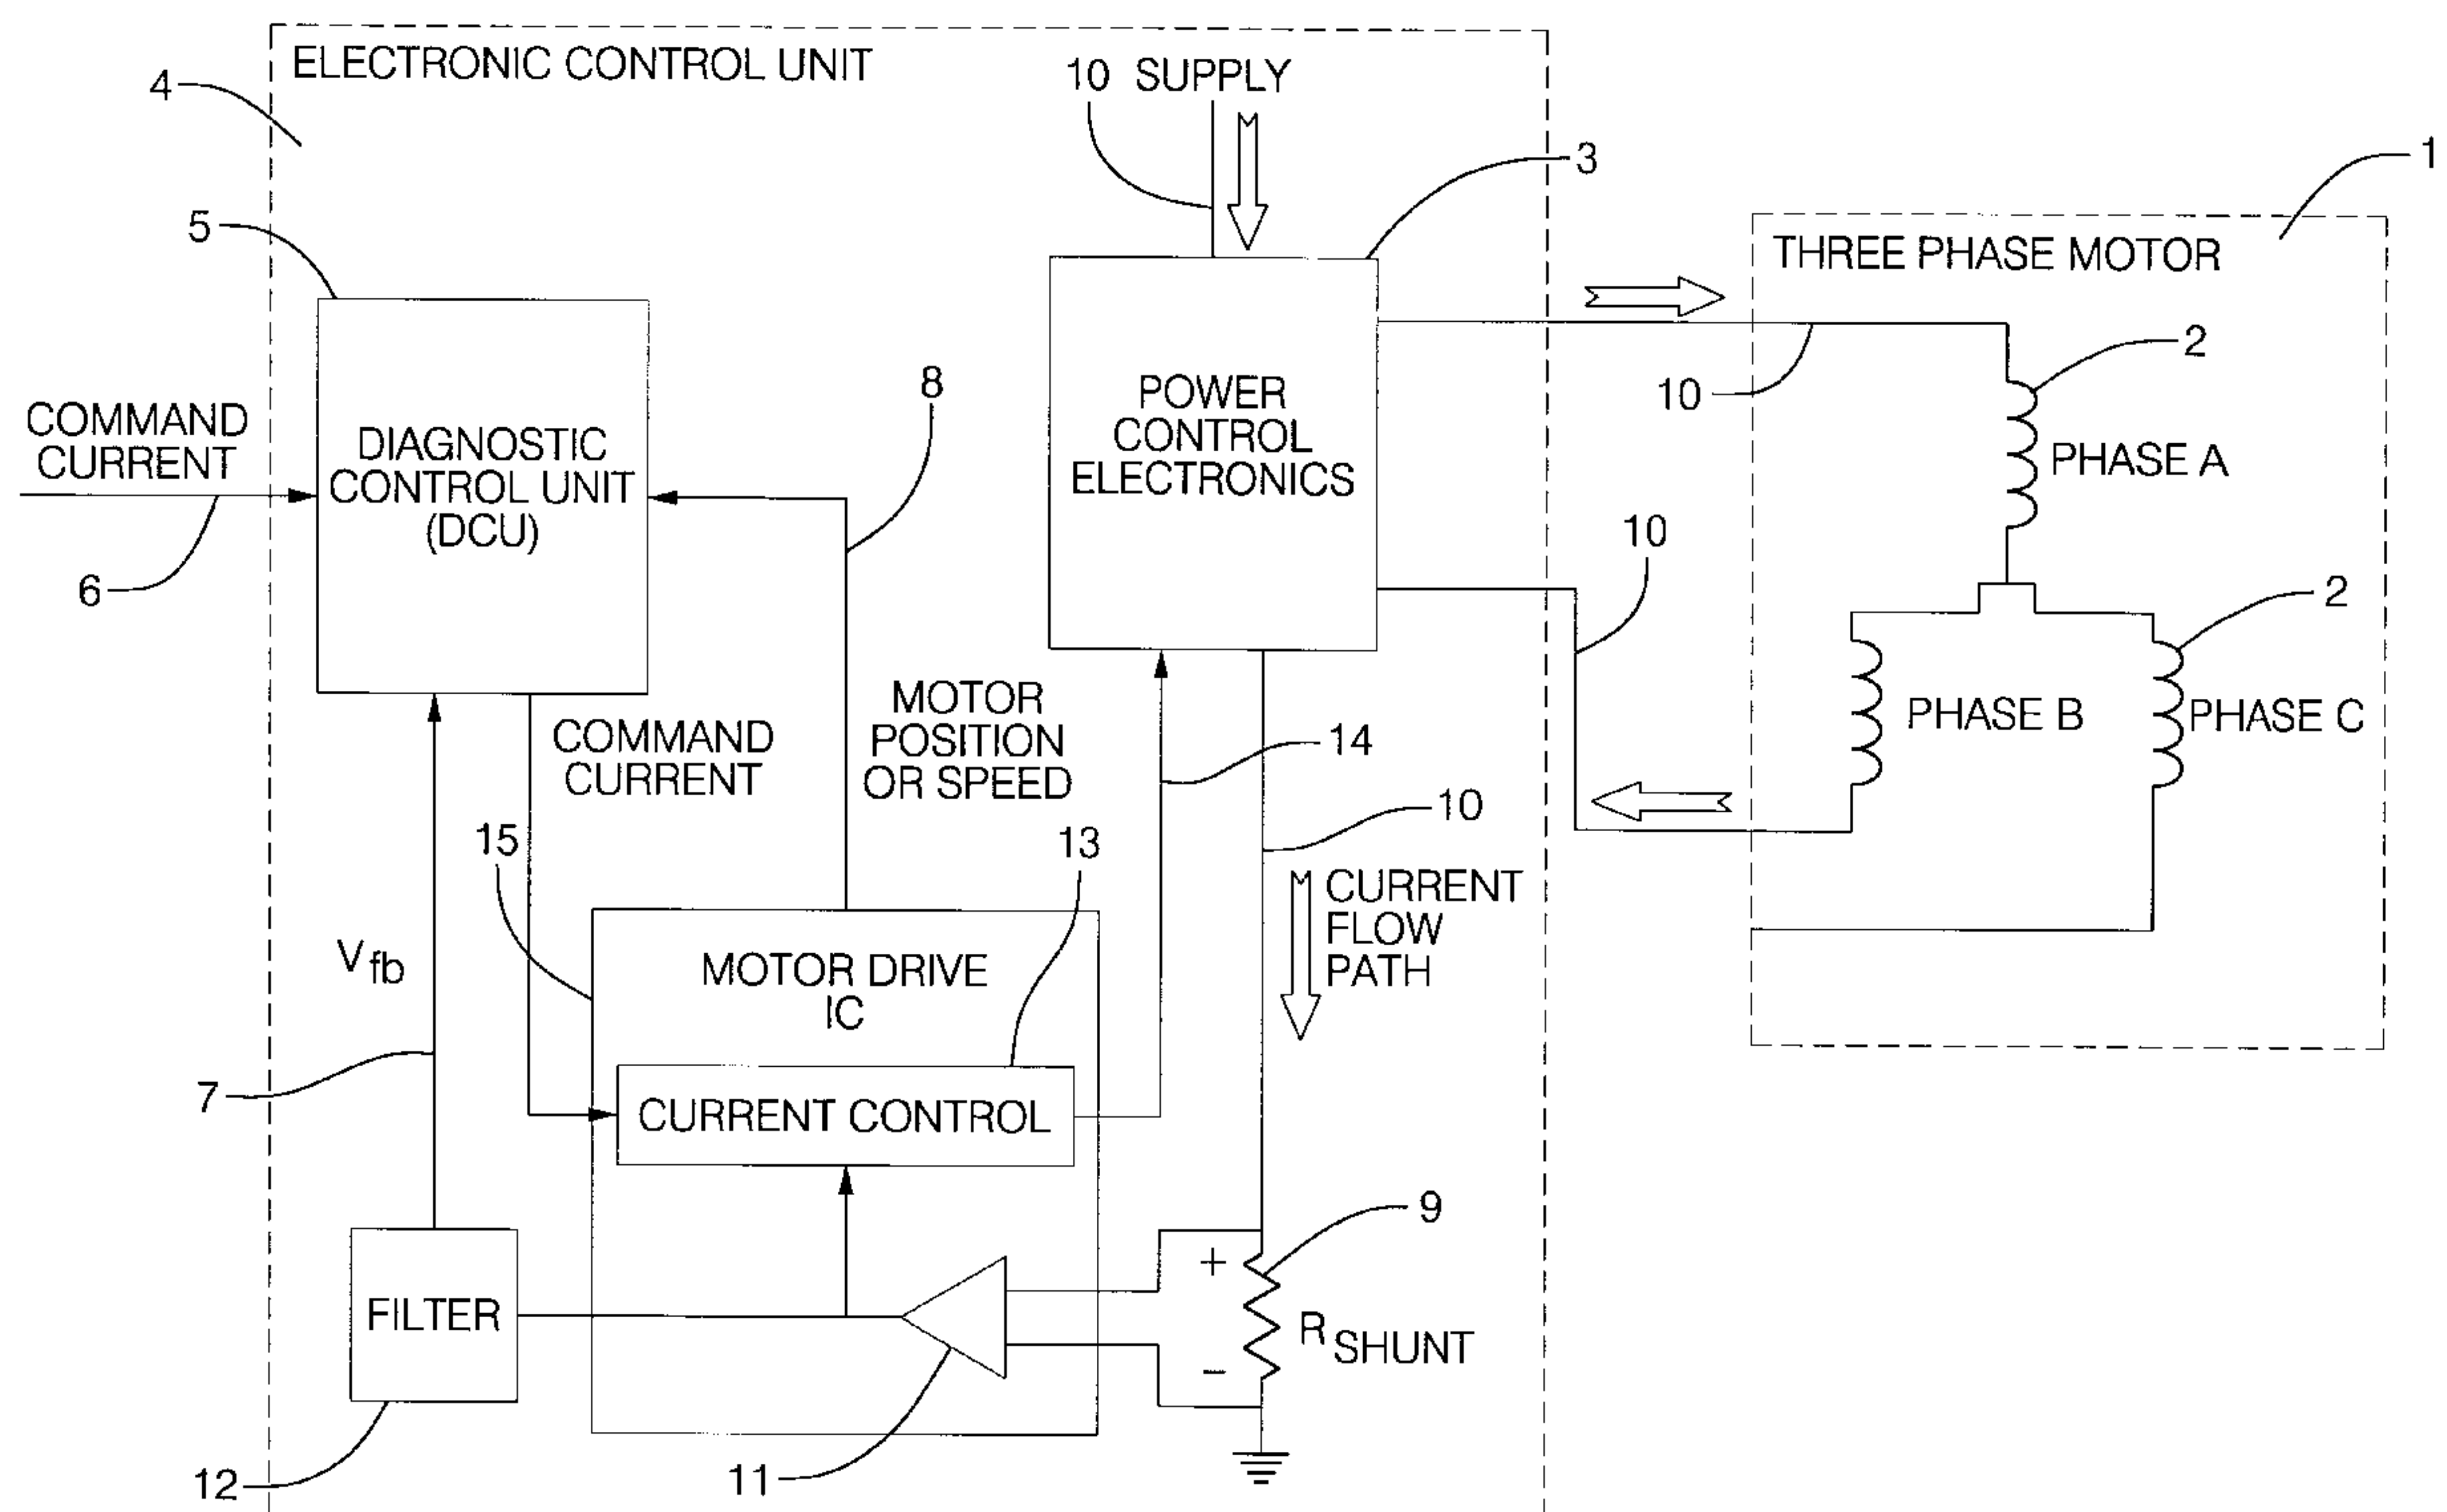 ELECTRONIC CONTROL UNIT
10 SUPPLY
4
3
1
5
THREE PHASE MOTOR
2
8
10
COMMAND
CURRENT
DIAGNOSTIC
CONTROL UNIT
(DCU)
POWER
CONTROL
ELECTRONICS
PHASE A
10
6
2
MOTOR
POSITION
OR SPEED
COMMAND
CURRENT
14
PHASE B
PHASE C
15
13
10
CURRENT
FLOW
PATH
Vfb
MOTOR DRIVE
IC
7
CURRENT CONTROL
9
+
FILTER
RSHUNT
−
12
11